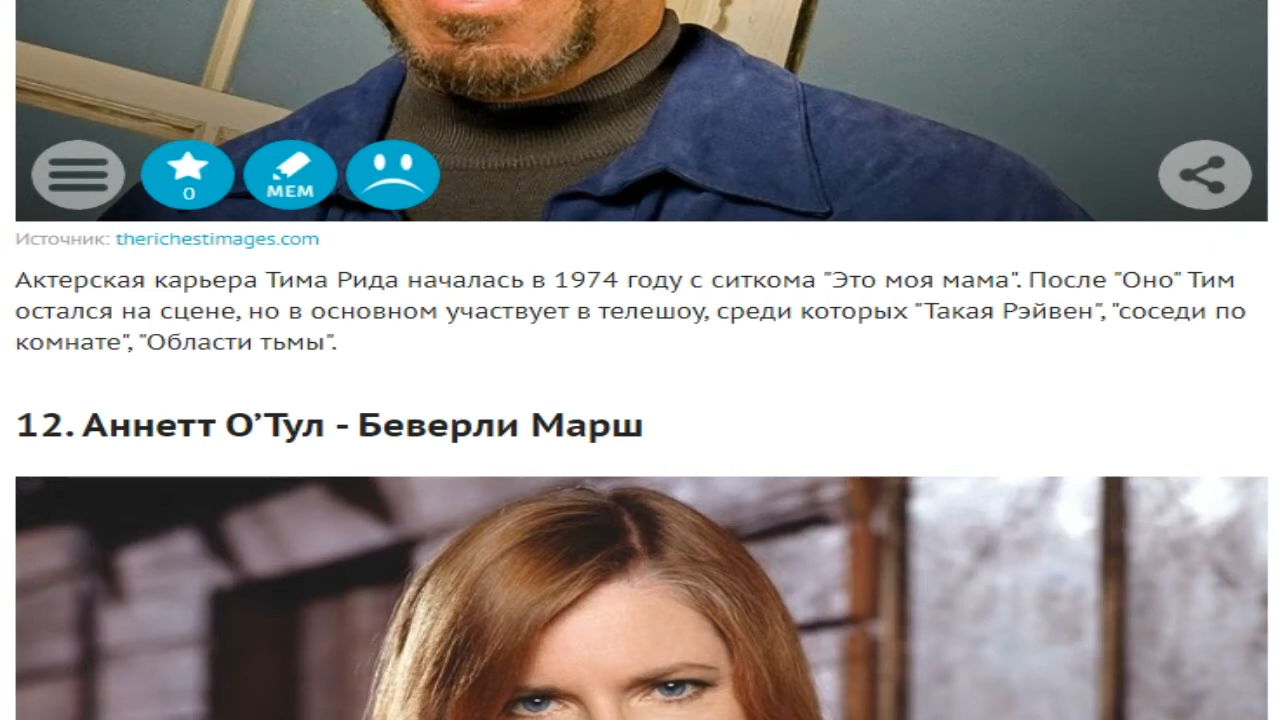 0
МЕМ
Источник: therichestimages.com
Актерская карьера Тима Рида началась в 1974 году с ситкома "Это моя мама". После "Оно" Тим
остался на сцене, но в основном участвует в телешоу, среди которых "Такая Рэйвен", "соседи по
комнате", "Области тьмы".
12. Аннетт О’Тул - Беверли Марш